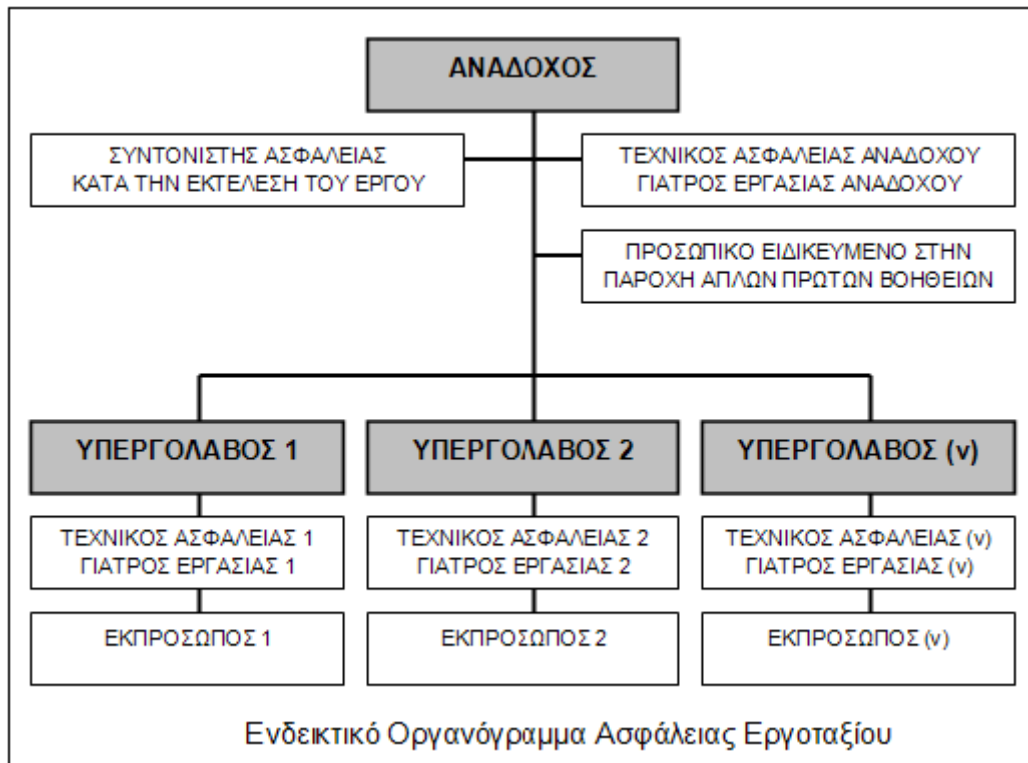 ΑΝΑΔΟΧΟΣ
ΣΥΝΤΟΝΙΣΤΗΣ ΑΣΦΑΛΕΙΑΣ
ΚΑΤΑ ΤΗΝ ΕΚΤΕΛΕΣΗ ΤΟΥ ΕΡΓΟΥ
ΤΕΧΝΙΚΟΣ ΑΣΦΑΛΕΙΑΣ ΑΝΑΔΟΧΟΥ
ΓΙΑΤΡΟΣ ΕΡΓΑΣΙΑΣ ΑΝΑΔΟΧΟΥ
ΠΡΟΣΩΠΙΚΟ ΕΙΔΙΚΕΥΜΕΝΟ ΣΤΗΝ
ΠΑΡΟΧΗ ΑΠΛΩΝ ΠΡΩΤΩΝ ΒΟΗΘΕΙΩΝ
ΥΠΕΡΓΟΛΑΒΟΣ 1
ΤΕΧΝΙΚΟΣ ΑΣΦΑΛΕΙΑΣ 1
ΓΙΑΤΡΟΣ ΕΡΓΑΣΙΑΣ 1
ΕΚΠΡΟΣΩΠΟΣ 1
ΥΠΕΡΓΟΛΑΒΟΣ 2
ΤΕΧΝΙΚΟΣ ΑΣΦΑΛΕΙΑΣ 2
ΓΙΑΤΡΟΣ ΕΡΓΑΣΙΑΣ 2
ΕΚΠΡΟΣΩΠΟΣ 2
ΥΠΕΡΓΟΛΑΒΟΣ (ν)
ΤΕΧΝΙΚΟΣ ΑΣΦΑΛΕΙΑΣ (ν)
ΓΙΑΤΡΟΣ ΕΡΓΑΣΙΑΣ (ν)
ΕΚΠΡΟΣΩΠΟΣ (ν)
Ενδεικτικό Οργανόγραμμα Ασφάλειας Εργοταξίου